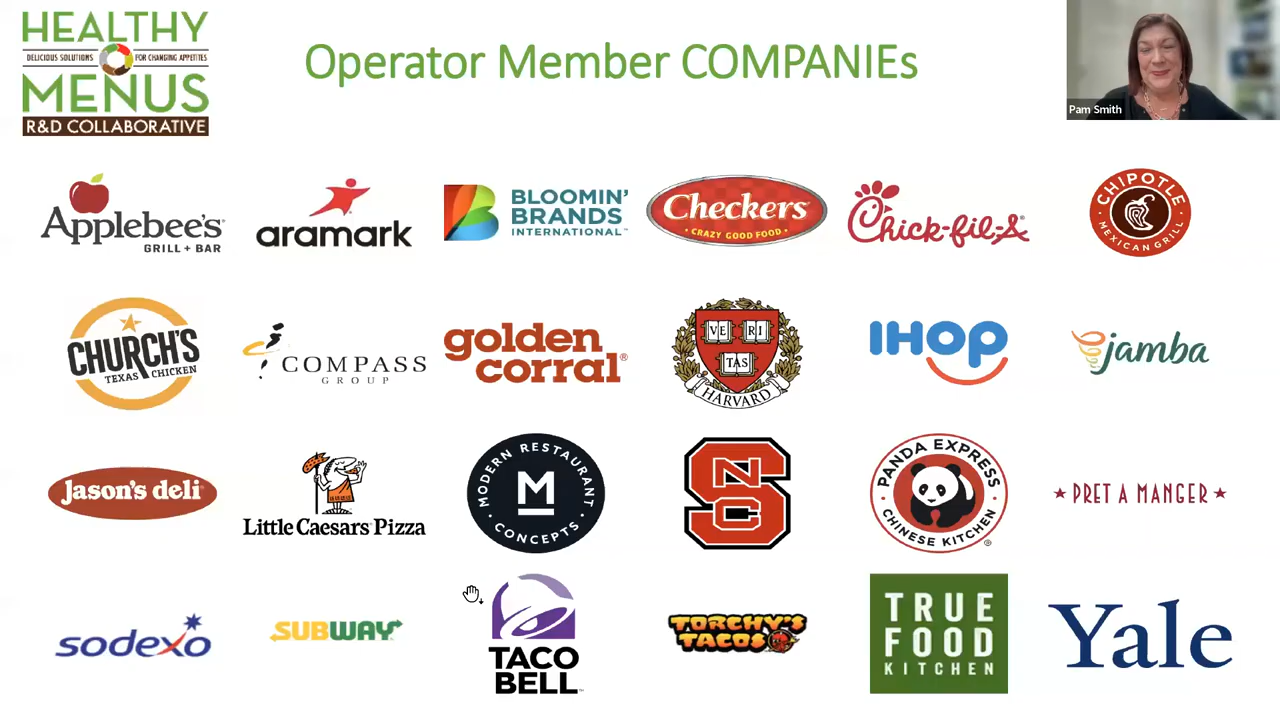 HEALTHY
DELICIOUS SOLUTIONS FOR CHANGING APPETITES
MENUS
R&D COLLABORATIVE
Operator Member COMPANIEs
Pam Smith
Applebee's
GRILL + BAR
aramark
BLOOMIN'
BRANDS
INTERNATIONAL
Checkers
CRAZY GOOD FOOD
Chick-fil-A
CHIPOTLE
MEXICAN GRILL
CHURCH'S
TEXAS CHICKEN
COMPASS
GROUP
golden
corral
VE RI
TAS
HARVARD
IHOP
jamba
Jason's deli
Little Caesars Pizza
MODERN RESTAURANT
M
CONCEPTS
NCS
PANDA EXPRESS
CHINESE KITCHEN
PRET A MANGER
sodexo
SUBWAY
TACO
BELL
TORCHY'S
TACOS
TRUE
FOOD
KITCHEN
Yale